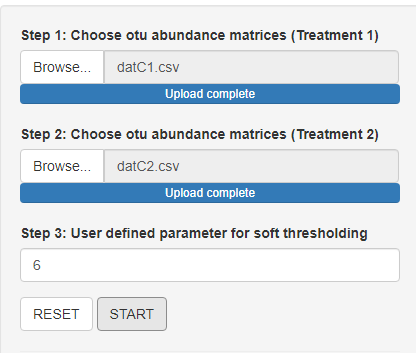 Step 1: Choose otu abundance matrices (Treatment 1)
Browse... datC1.csv
Upload complete
Step 2: Choose otu abundance matrices (Treatment 2)
Browse... datC2.csv
Upload complete
Step 3: User defined parameter for soft thresholding
6
RESET START